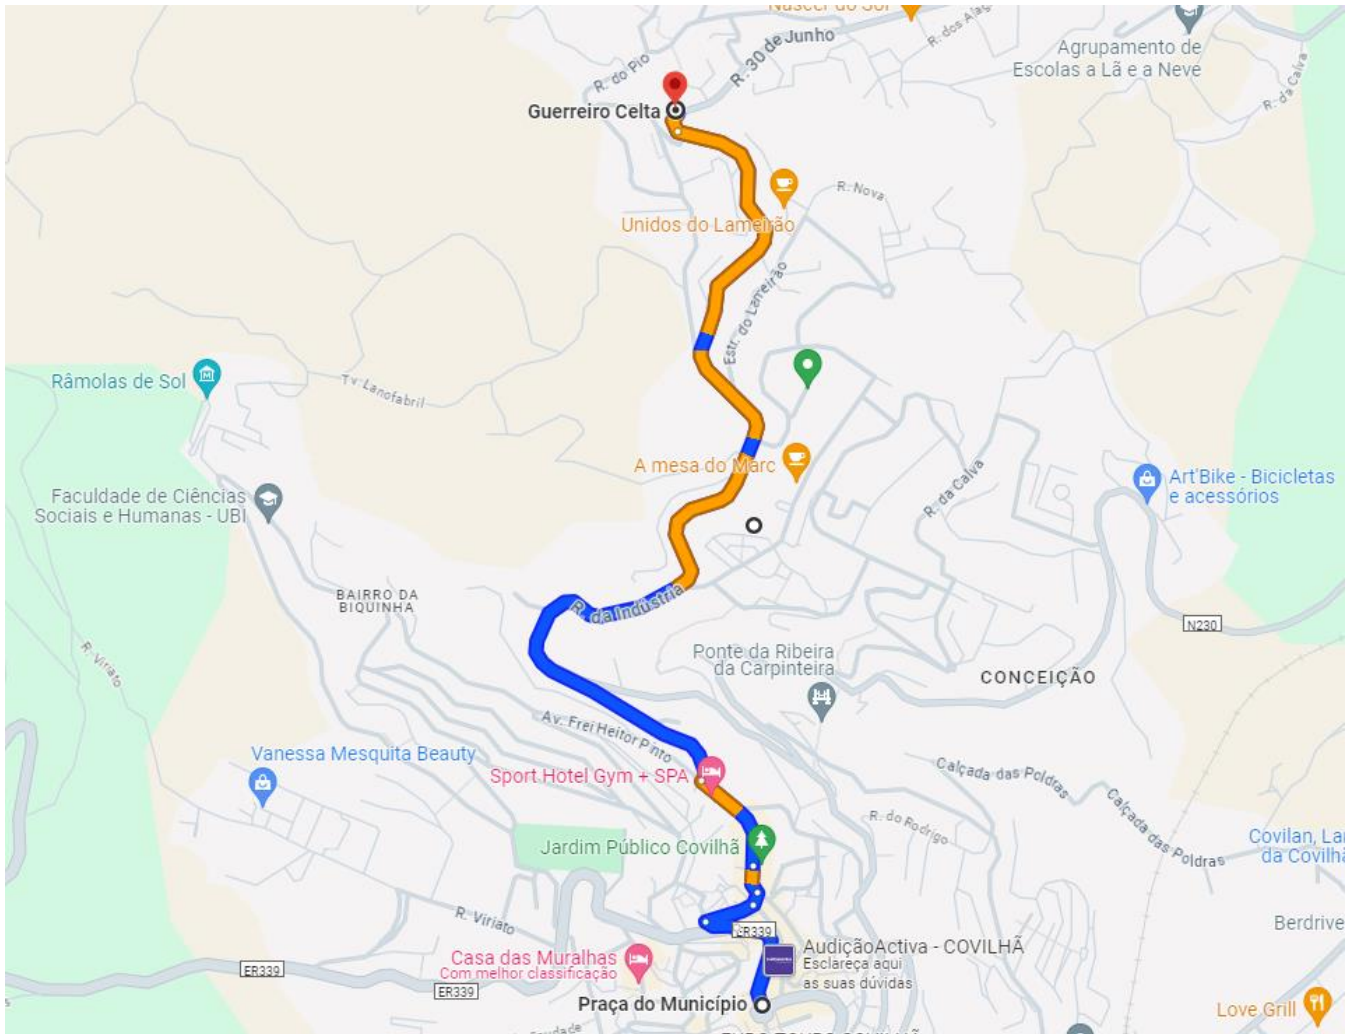 Nascer do Sol
R. dos Alag
R. 30 de Junho
Agrupamento de
Escolas a Lã e a Neve
R. do Pio
R. da Calva
Guerreiro Celta
R. Nova
Unidos do Lameirão
Estr. do Lameirão
Râmolas de Sol
Tv. Lanofabril
A mesa do Marc
R. da Calva
Art'Bike - Bicicletas
e acessórios
Faculdade de Ciências
Sociais e Humanas - UBI
BAIRRO DA
BIQUINHA
R. da Indústria
N230
R. Viriato
Ponte da Ribeira
da Carpinteira
CONCEIÇÃO
Av. Frei Heitor Pinto
Vanessa Mesquita Beauty
Sport Hotel Gym + SPA
Calçada das Poldras
Calçada das Poldras
R. do Rodrigo
Jardim Público Covilhã
Covilan, La
da Covilhã
R. Viriato
Berdrive
ER339
AudiçãoActiva - COVILHÃ
Esclareça aqui
as suas dúvidas
Casa das Muralhas
Com melhor classificação
ER339
ER339
Praça do Município
Love Grill